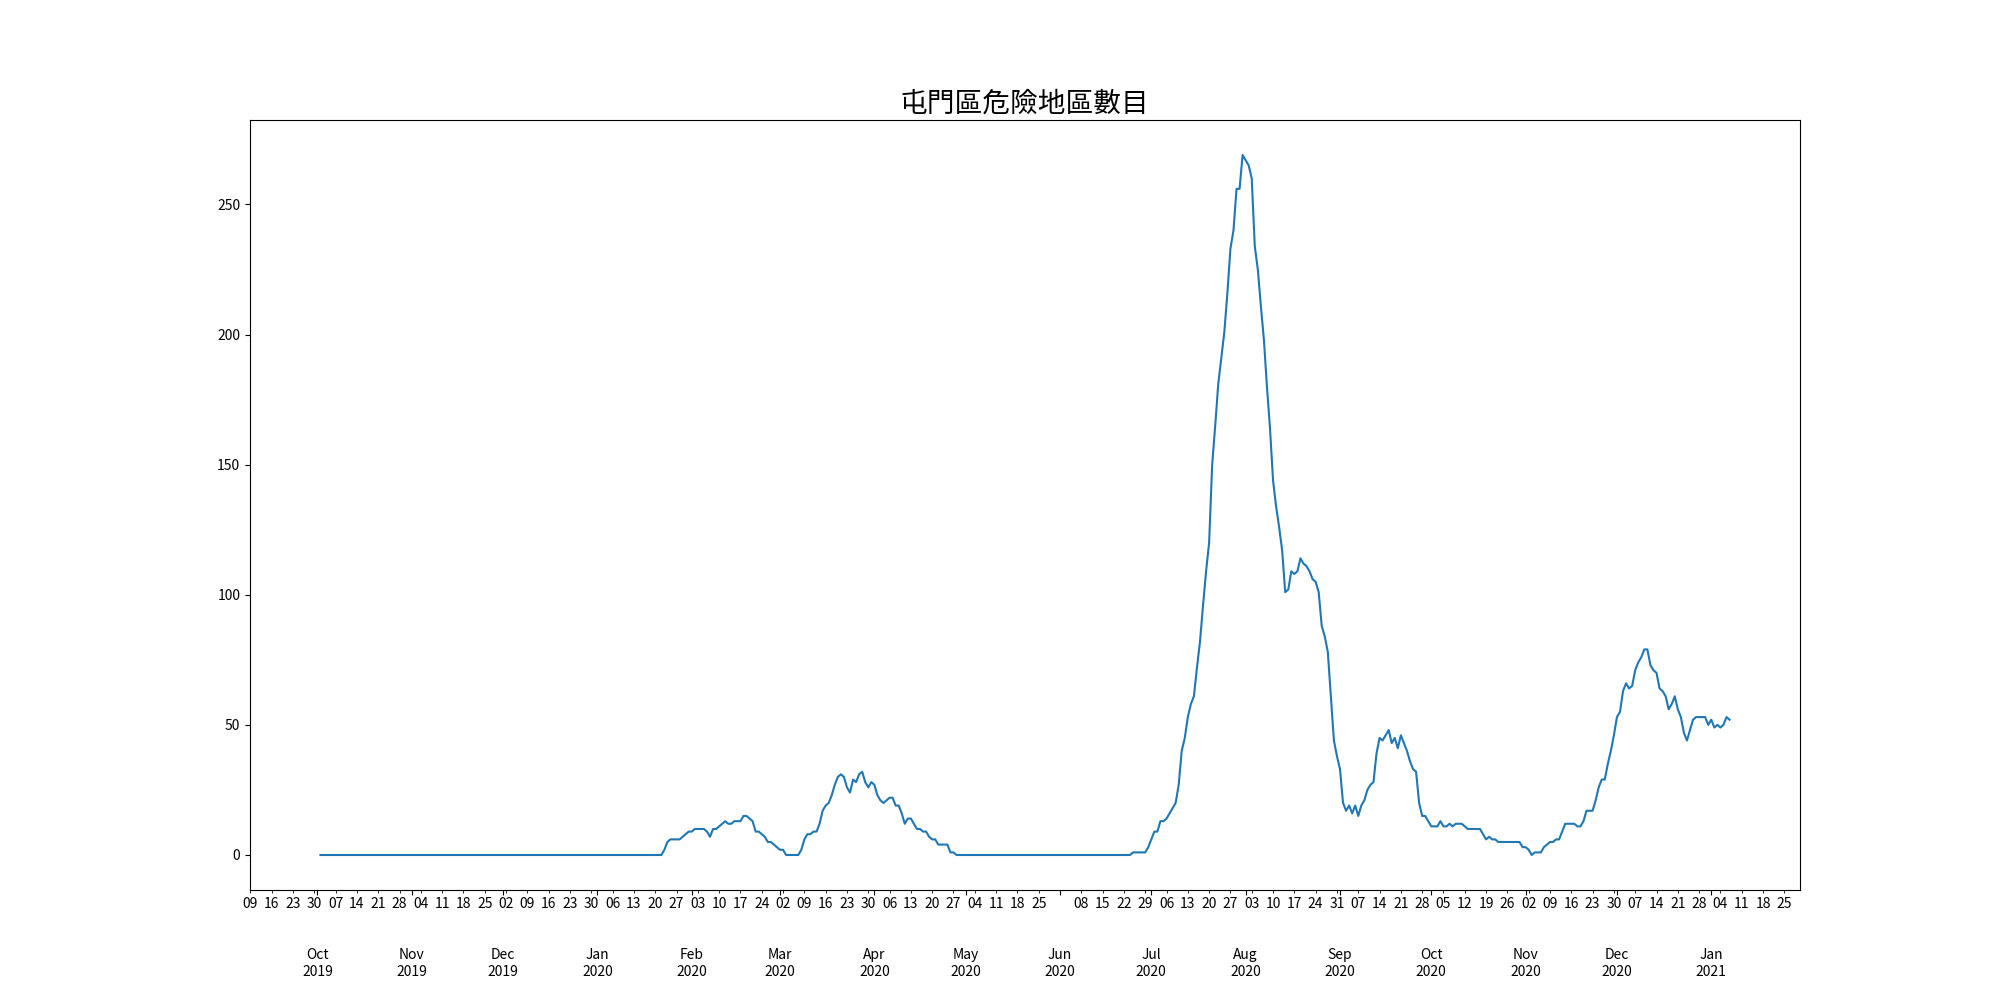 屯門區危險地區數目
250
200
150
100
50
0
09 16 23 30 07 14 21 28 04 11 18 25 02 09 16 23 30 06 13 20 27 03 10 17 24 02 09 16 23 30 06 13 20 27 04 11 18 25 08 15 22 29 06 13 20 27 03 10 17 24 31 07 14 21 28 05 12 19 26 02 09 16 23 30 07 14 21 28 04 11 18 25
Oct Nov Dec Jan Feb Mar Apr May Jun Jul Aug Sep Oct Nov Dec Jan
2019 2019 2019 2020 2020 2020 2020 2020 2020 2020 2020 2020 2020 2020 2020 2021